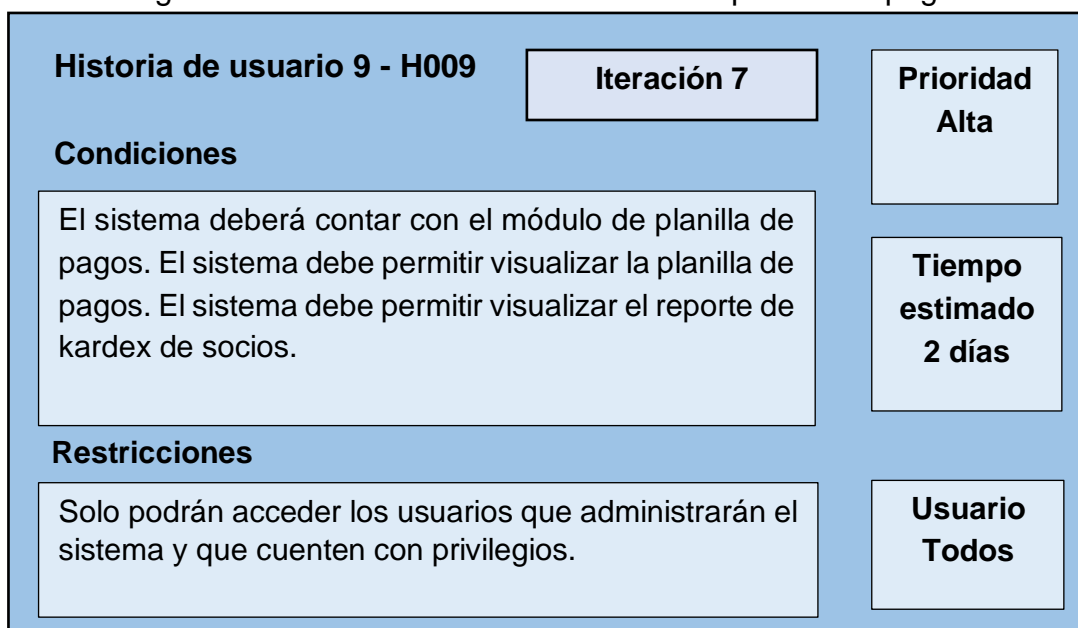 Historia de usuario 9 - H009
Iteración 7
Prioridad
Alta
Condiciones
El sistema deberá contar con el módulo de planilla de
pagos. El sistema debe permitir visualizar la planilla de
pagos. El sistema debe permitir visualizar el reporte de
kardex de socios.
Tiempo
estimado
2 días
Restricciones
Solo podrán acceder los usuarios que administrarán el
sistema y que cuenten con privilegios.
Usuario
Todos